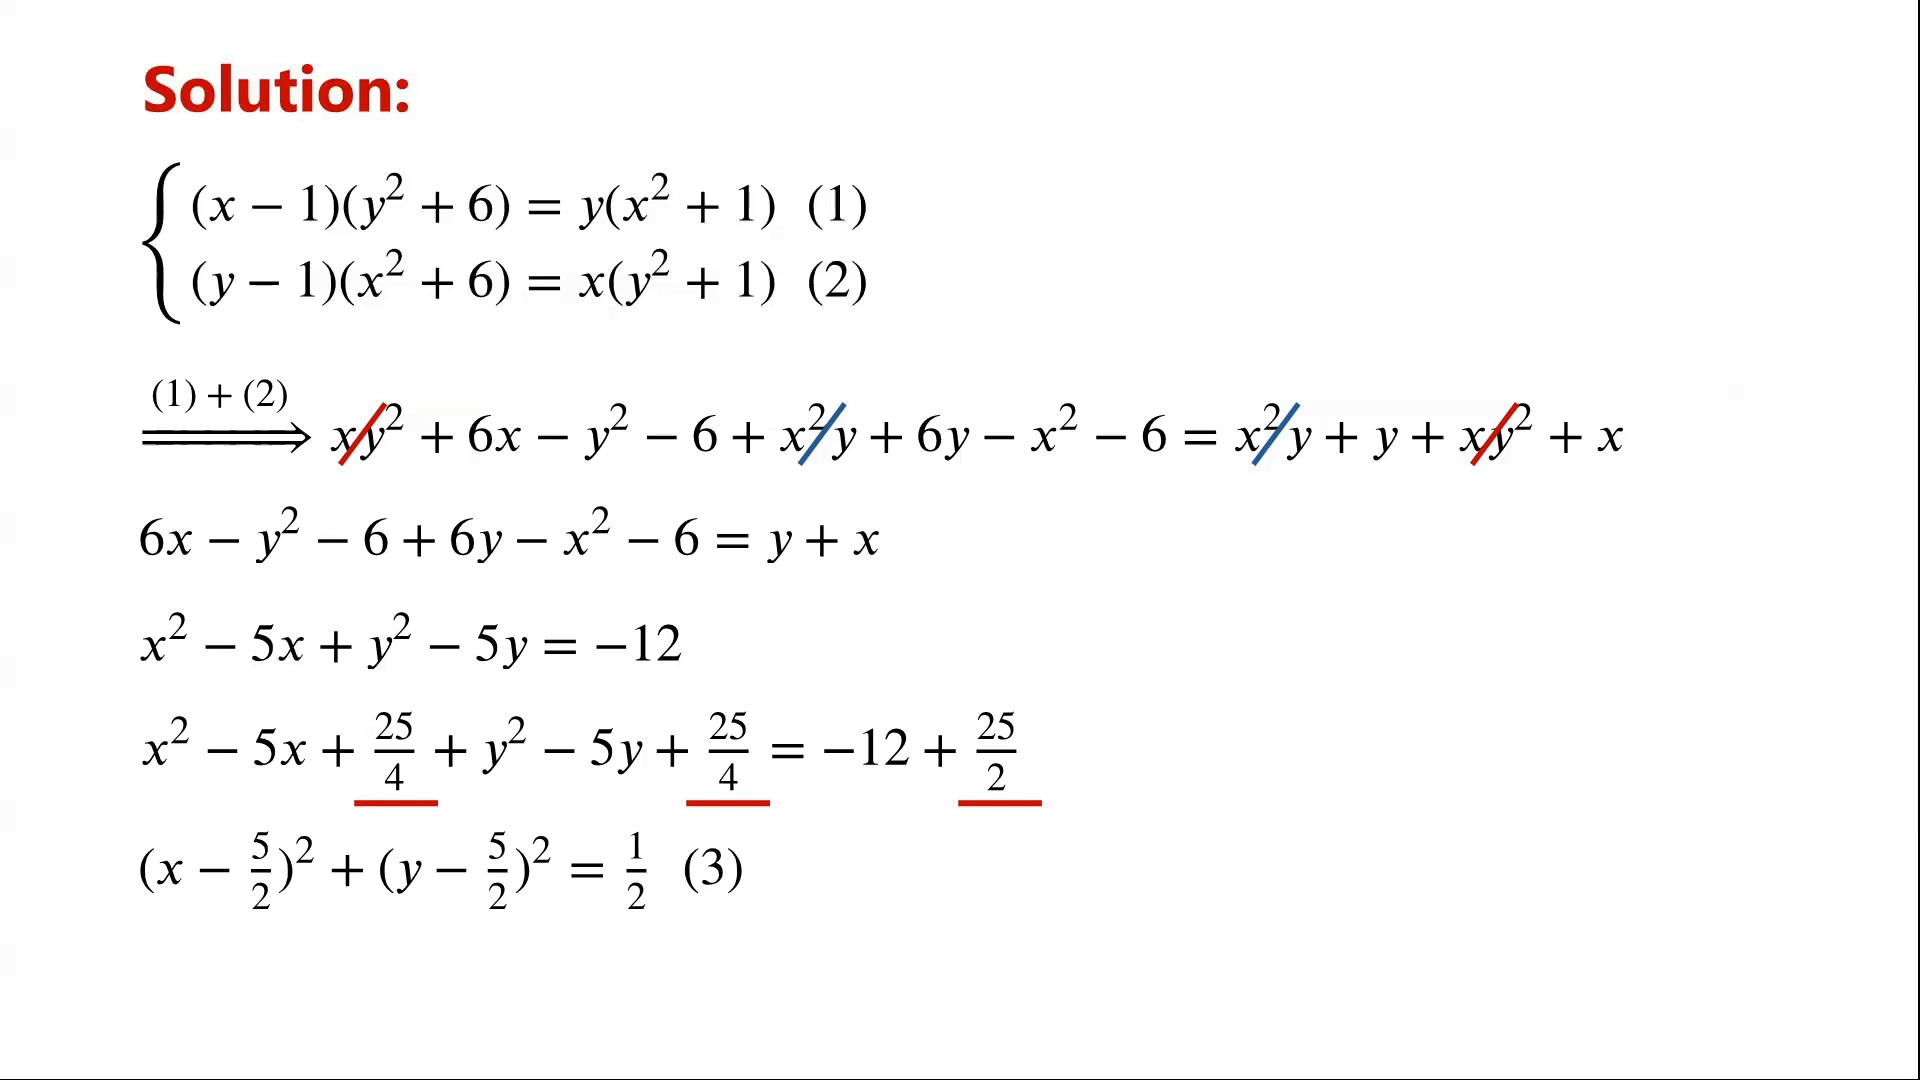 Solution:
(x − 1)(y² + 6) = y(x² + 1) (1)
(y − 1)(x² + 6) = x(y² + 1) (2)
(1) + (2)
⟹ xy² + 6x − y² − 6 + x²y + 6y − x² − 6 = x²y + y + xy² + x
6x − y² − 6 + 6y − x² − 6 = y + x
x² − 5x + y² − 5y = −12
x² − 5x + 25/4 + y² − 5y + 25/4 = −12 + 25/2
(x − 5/2)² + (y − 5/2)² = 1/2 (3)